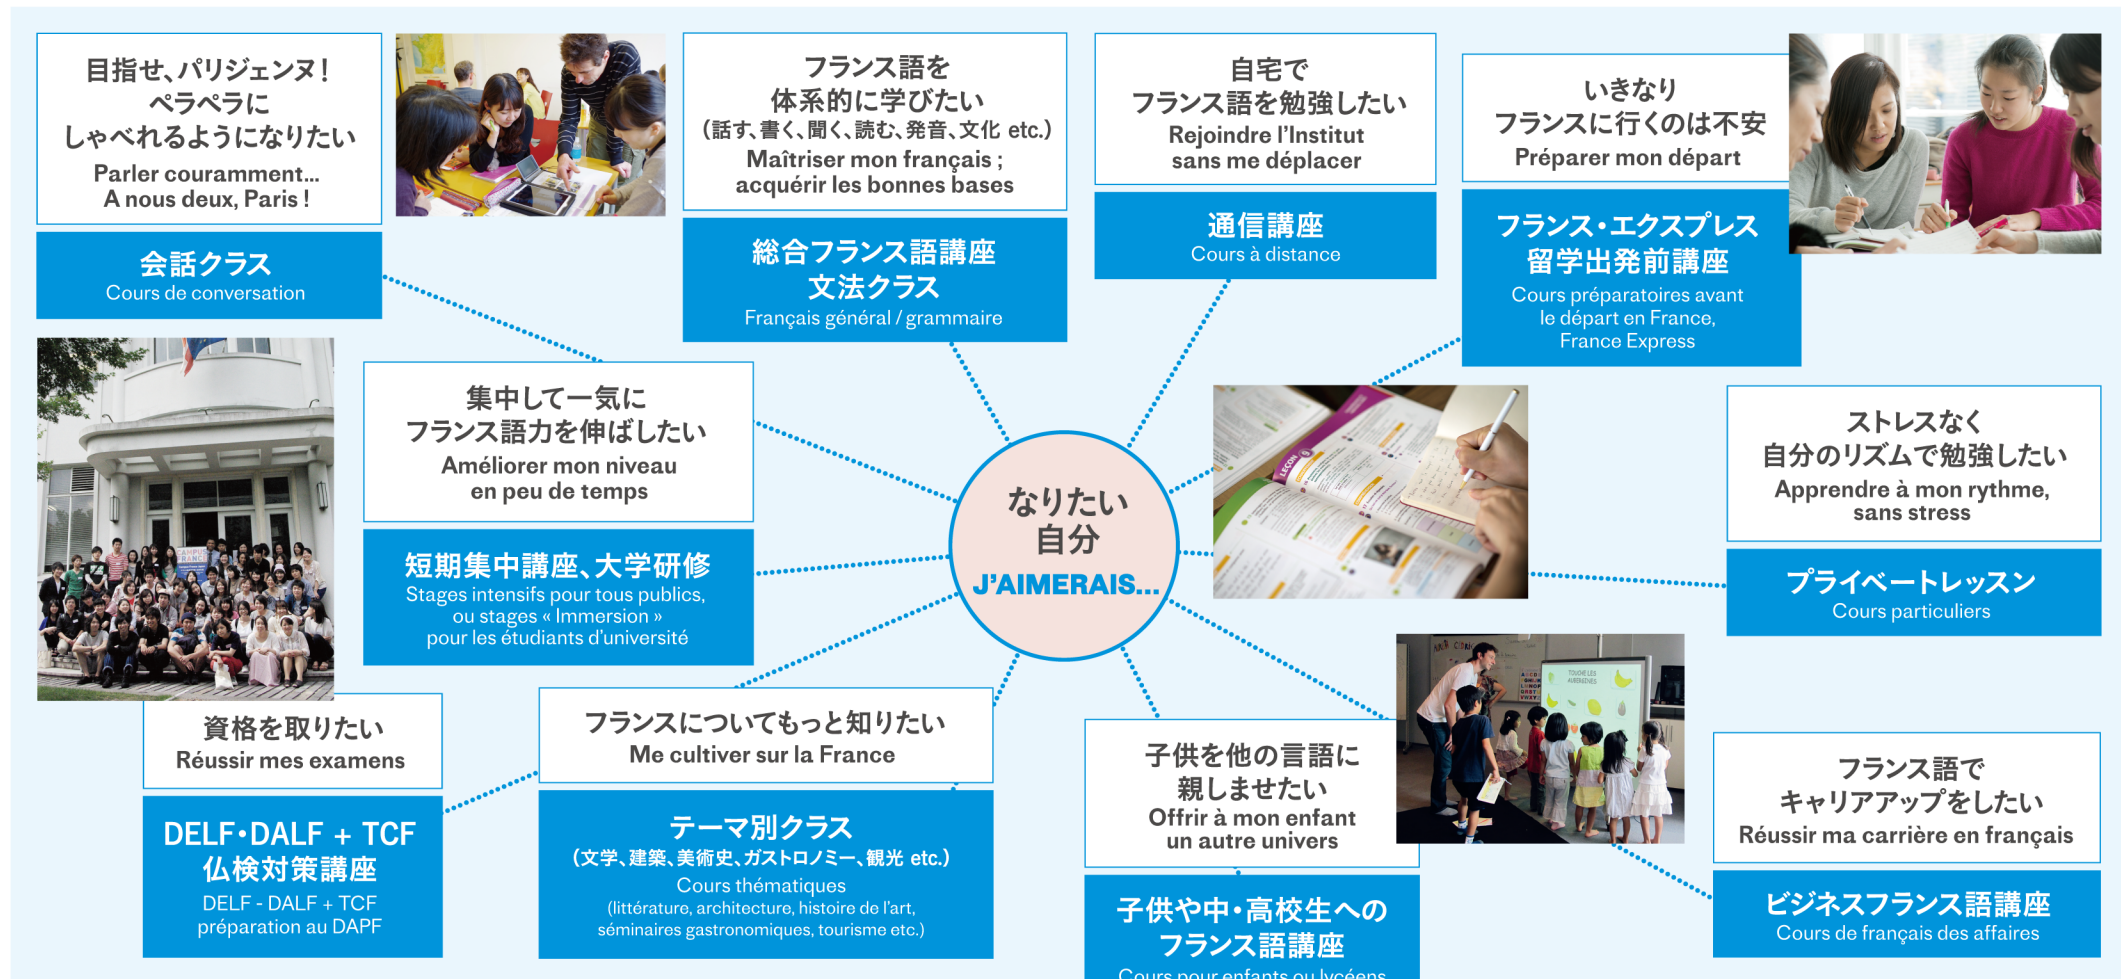 目指せ、パリジェンヌ！
ペラペラに
しゃべれるようになりたい
Parler couramment...
A nous deux, Paris !
会話クラス
Cours de conversation
フランス語を
体系的に学びたい
（話す、書く、聞く、読む、発音、文化 etc.）
Maîtriser mon français ;
acquérir les bonnes bases
総合フランス語講座
文法クラス
Français général / grammaire
自宅で
フランス語を勉強したい
Rejoindre l’Institut
sans me déplacer
通信講座
Cours à distance
いきなり
フランスに行くのは不安
Préparer mon départ
フランス・エクスプレス
留学出発前講座
Cours préparatoires avant
le départ en France,
France Express
集中して一気に
フランス語力を伸ばしたい
Améliorer mon niveau
en peu de temps
短期集中講座、大学研修
Stages intensifs pour tous publics,
ou stages « Immersion »
pour les étudiants d’université
なりたい
自分
J’AIMERAIS...
LEÇON
ストレスなく
自分のリズムで勉強したい
Apprendre à mon rythme,
sans stress
プライベートレッスン
Cours particuliers
CAMPUS
FRANCE
資格を取りたい
Réussir mes examens
DELF・DALF + TCF
仏検対策講座
DELF - DALF + TCF
préparation au DAPF
フランスについてもっと知りたい
Me cultiver sur la France
テーマ別クラス
（文学、建築、美術史、ガストロノミー、観光 etc.）
Cours thématiques
(littérature, architecture, histoire de l’art,
séminaires gastronomiques, tourisme etc.)
子供を他の言語に
親しませたい
Offrir à mon enfant
un autre univers
子供や中・高校生への
フランス語講座
Cours pour enfants ou lycéens
TOUCHE LES
AUBERGINES
フランス語で
キャリアアップをしたい
Réussir ma carrière en français
ビジネスフランス語講座
Cours de français des affaires